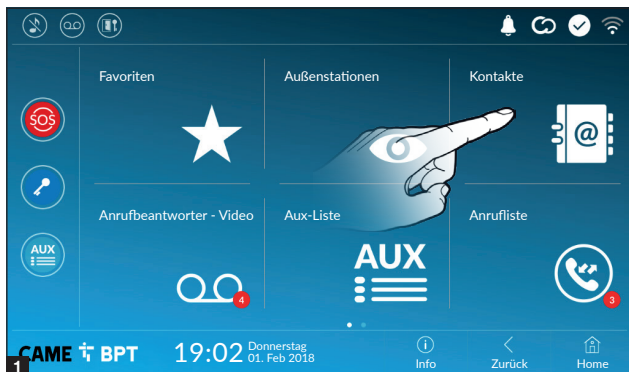 Favoriten
Außenstationen
Kontakte
SOS
@
Anrufbeantworter - Video
Aux-Liste
Anrufliste
AUX
AUX
4
3
1
CAME BPT
19:02
Donnerstag
01. Feb 2018
Info
Zurück
Home